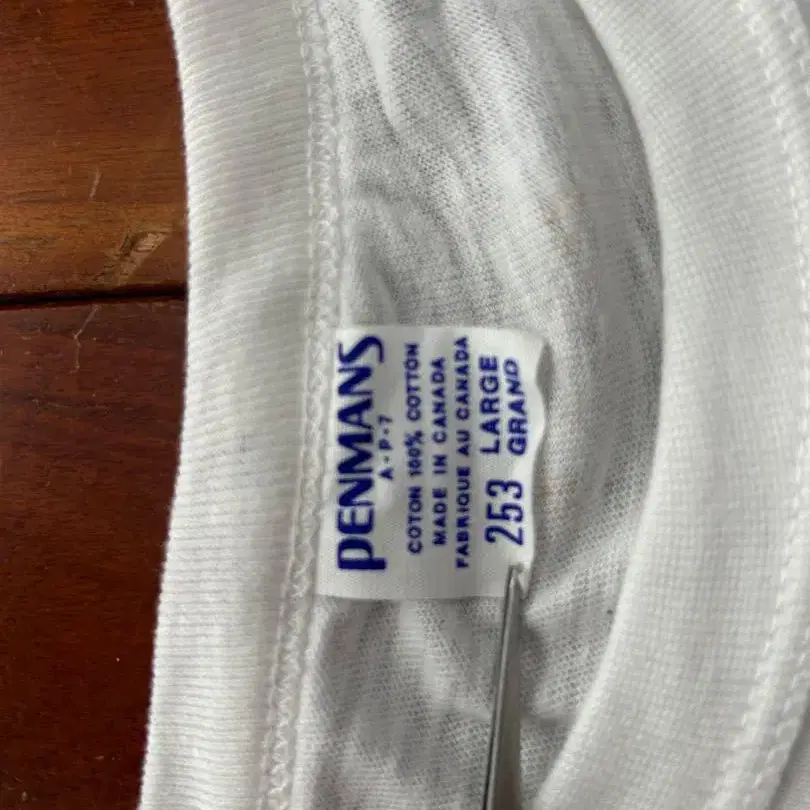 PENMANS
A•P•7
COTON 100% COTTON
MADE IN CANADA
FABRIQUE AU CANADA
253 LARGE
GRAND